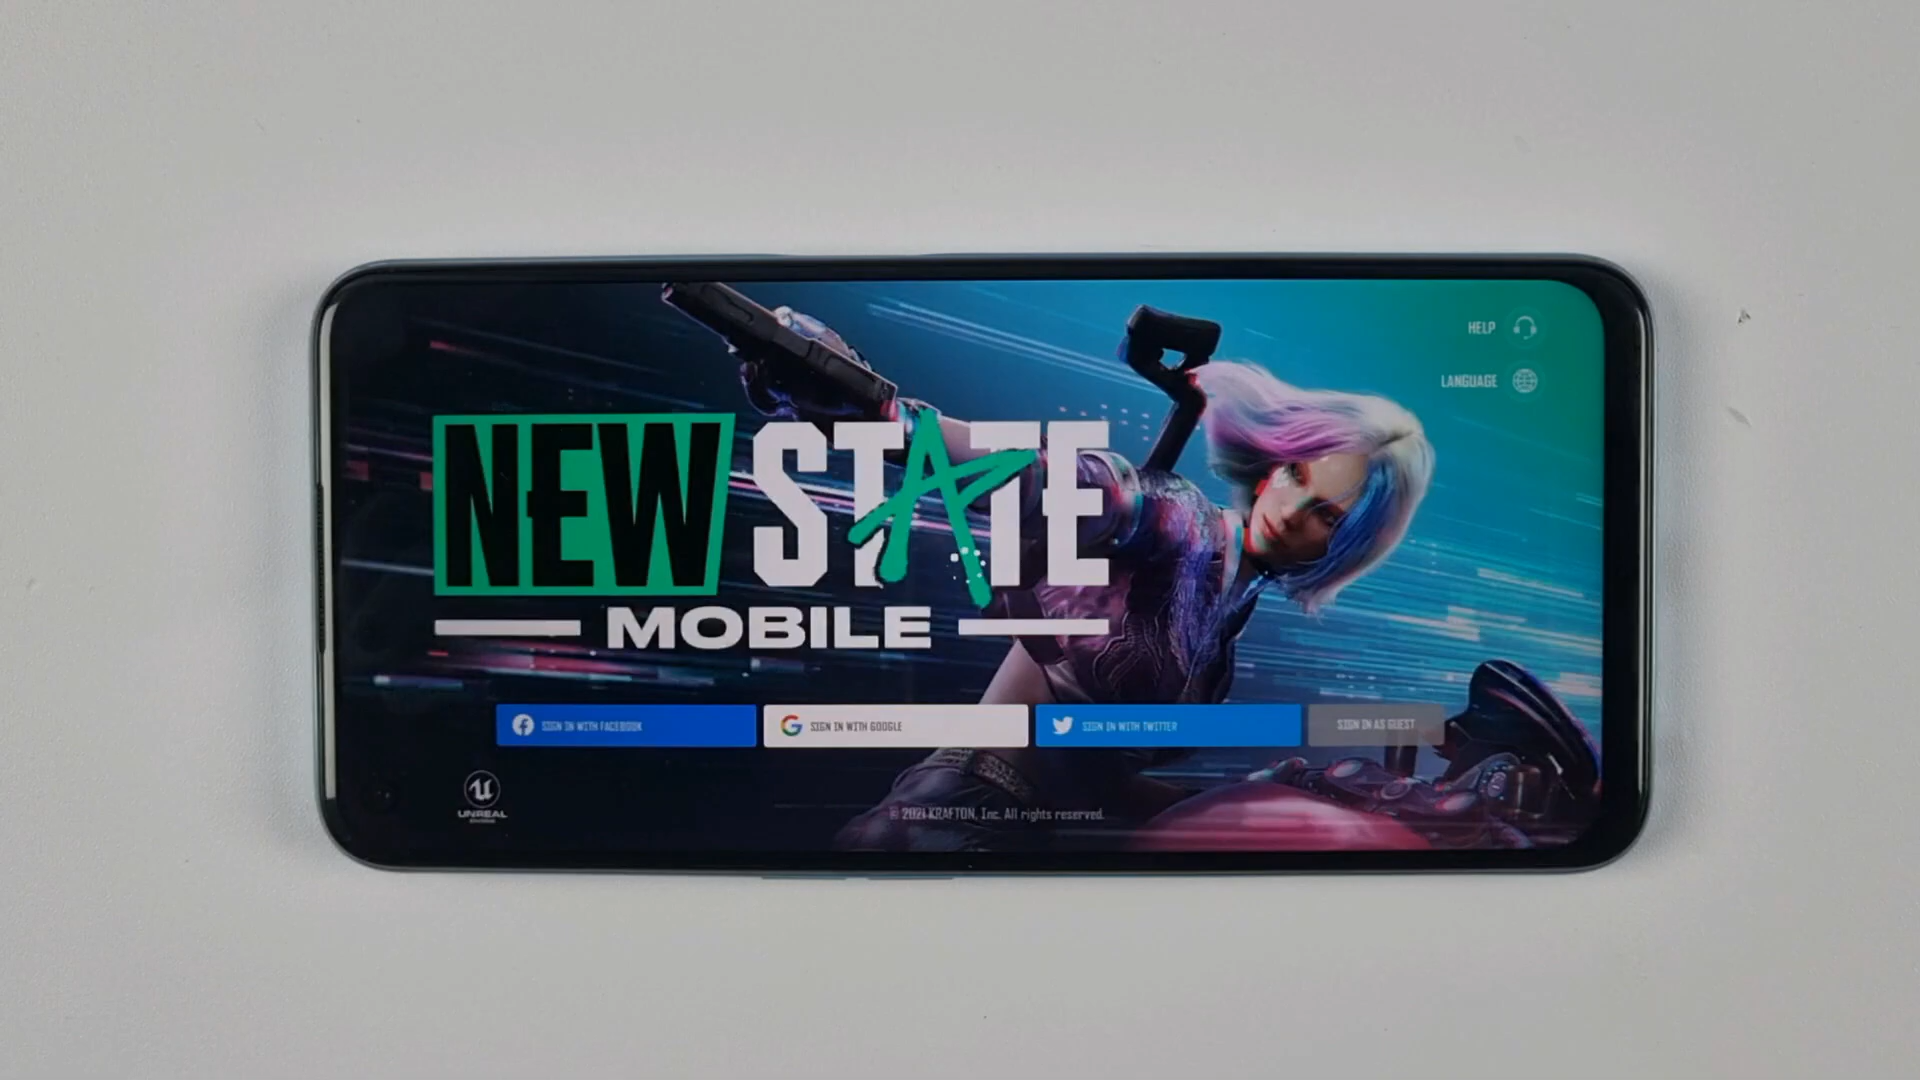 HELP
LANGUAGE
NEW STATE
MOBILE
SIGN IN WITH FACEBOOK
SIGN IN WITH GOOGLE
SIGN IN WITH TWITTER
SIGN IN AS GUEST
UNREAL
ENGINE
© 2021 KRAFTON, Inc. All rights reserved.